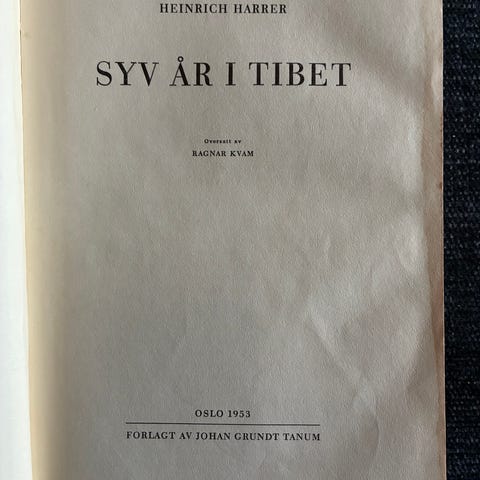 HEINRICH HARRER
SYV ÅR I TIBET
Oversatt av
RAGNAR KVAM
OSLO 1953
FORLAGT AV JOHAN GRUNDT TANUM